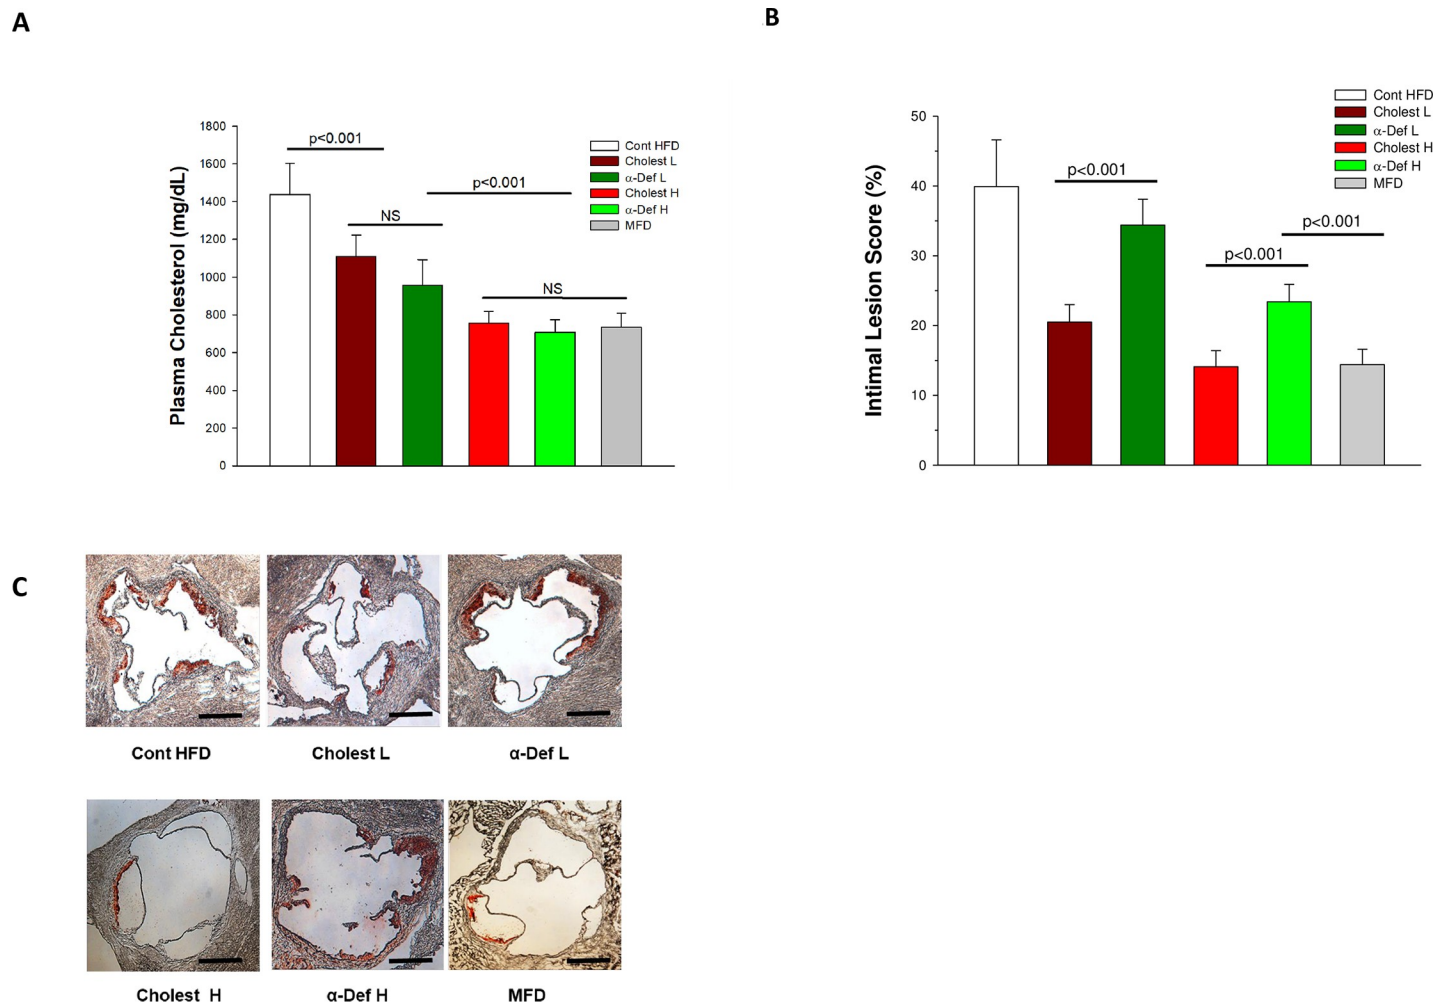 A
B
Plasma Cholesterol (mg/dL)
1800
1600
1400
1200
1000
800
600
400
200
0
p<0.001
NS
p<0.001
NS
Cont HFD
Cholest L
α-Def L
Cholest H
α-Def H
MFD
Intimal Lesion Score (%)
50
40
30
20
10
0
p<0.001
p<0.001
p<0.001
Cont HFD
Cholest L
α-Def L
Cholest H
α-Def H
MFD
C
Cont HFD
Cholest L
α-Def L
Cholest H
α-Def H
MFD